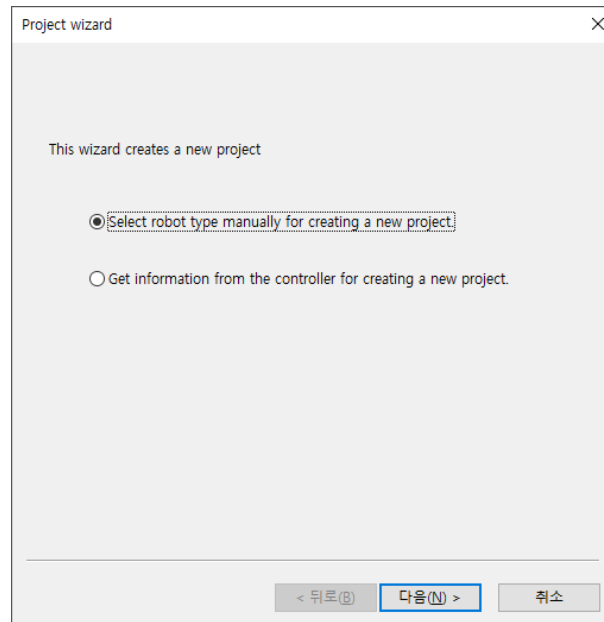 Project wizard
This wizard creates a new project
Select robot type manually for creating a new project.
Get information from the controller for creating a new project.
< 뒤로(B) 다음(N) > 취소